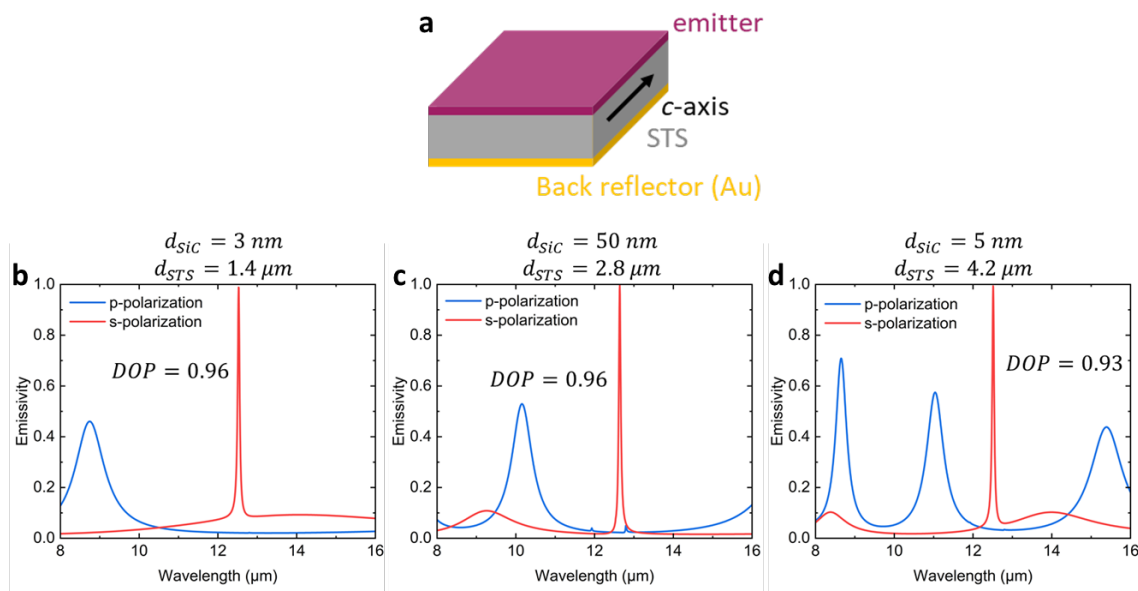 a
emitter
c-axis
STS
Back reflector (Au)
b
d_SiC = 3 nm
d_STS = 1.4 μm
p-polarization
s-polarization
DOP = 0.96
Emissivity
1.0
0.8
0.6
0.4
0.2
0.0
8 10 12 14 16
Wavelength (μm)
c
d_SiC = 50 nm
d_STS = 2.8 μm
p-polarization
s-polarization
DOP = 0.96
Emissivity
1.0
0.8
0.6
0.4
0.2
0.0
8 10 12 14 16
Wavelength (μm)
d
d_SiC = 5 nm
d_STS = 4.2 μm
p-polarization
s-polarization
DOP = 0.93
Emissivity
1.0
0.8
0.6
0.4
0.2
0.0
8 10 12 14 16
Wavelength (μm)